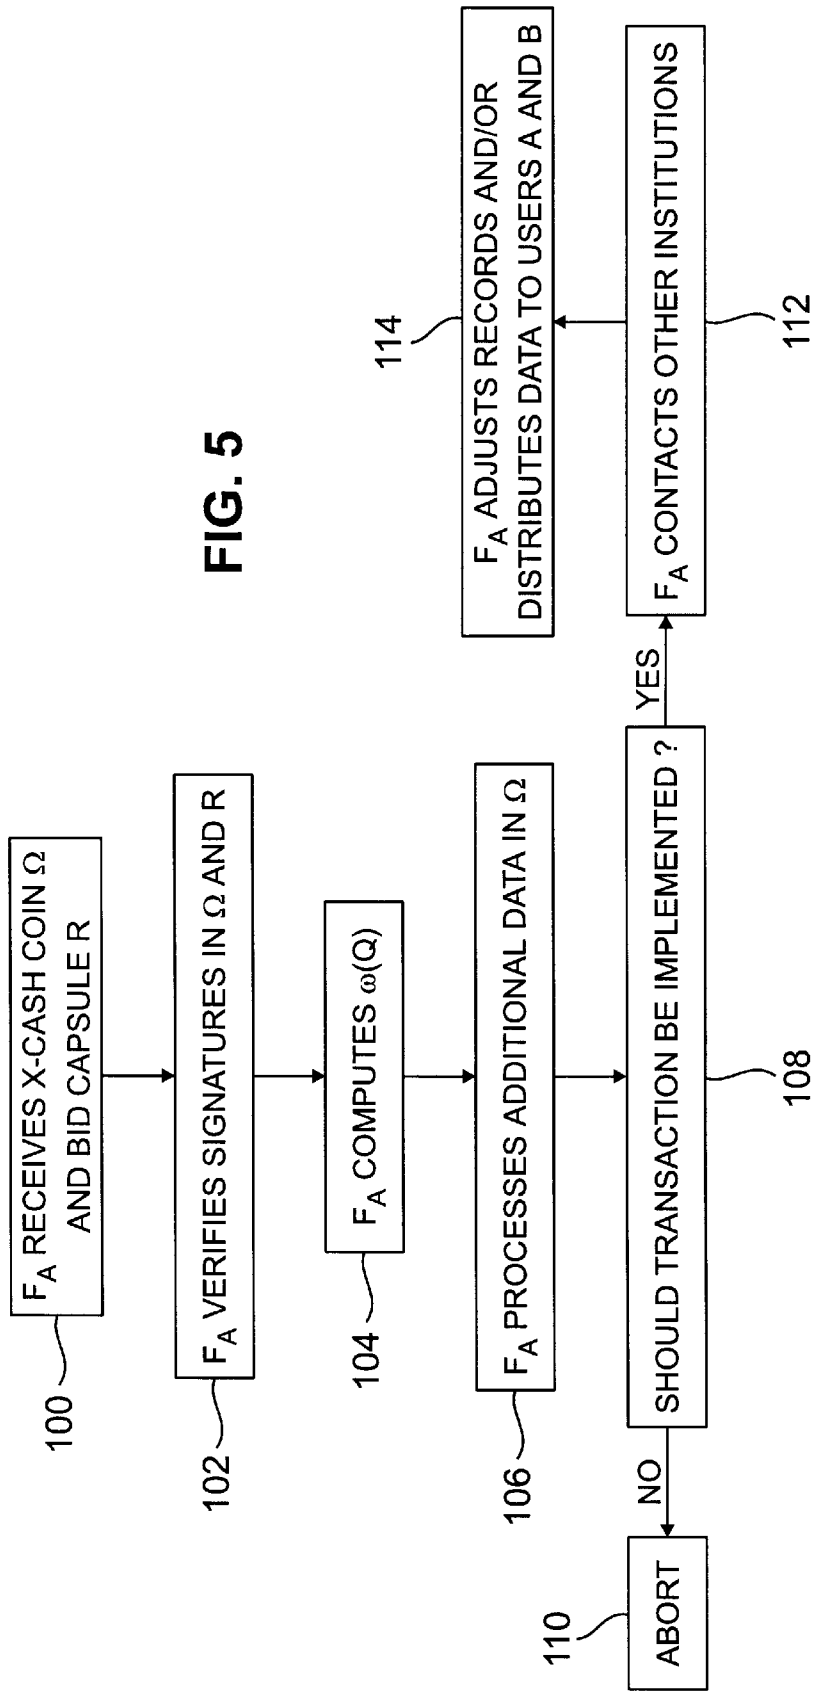 FIG. 5
100
F_A RECEIVES X-CASH COIN Ω
AND BID CAPSULE R
102
F_A VERIFIES SIGNATURES IN Ω AND R
104
F_A COMPUTES ω(Q)
106
F_A PROCESSES ADDITIONAL DATA IN Ω
108
SHOULD TRANSACTION BE IMPLEMENTED ?
NO
110
ABORT
YES
112
F_A CONTACTS OTHER INSTITUTIONS
114
F_A ADJUSTS RECORDS AND/OR
DISTRIBUTES DATA TO USERS A AND B